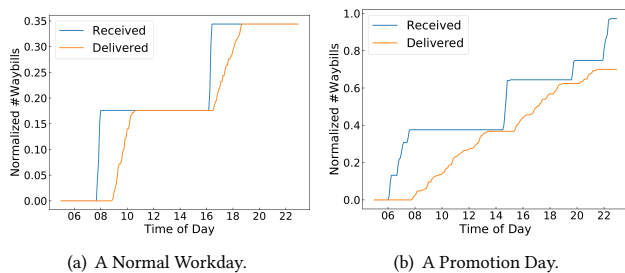 Received
Delivered
Normalized #Waybills
0.35
0.30
0.25
0.20
0.15
0.10
0.05
0.00
06 08 10 12 14 16 18 20 22
Time of Day
(a) A Normal Workday.
Received
Delivered
Normalized #Waybills
1.0
0.8
0.6
0.4
0.2
0.0
06 08 10 12 14 16 18 20 22
Time of Day
(b) A Promotion Day.